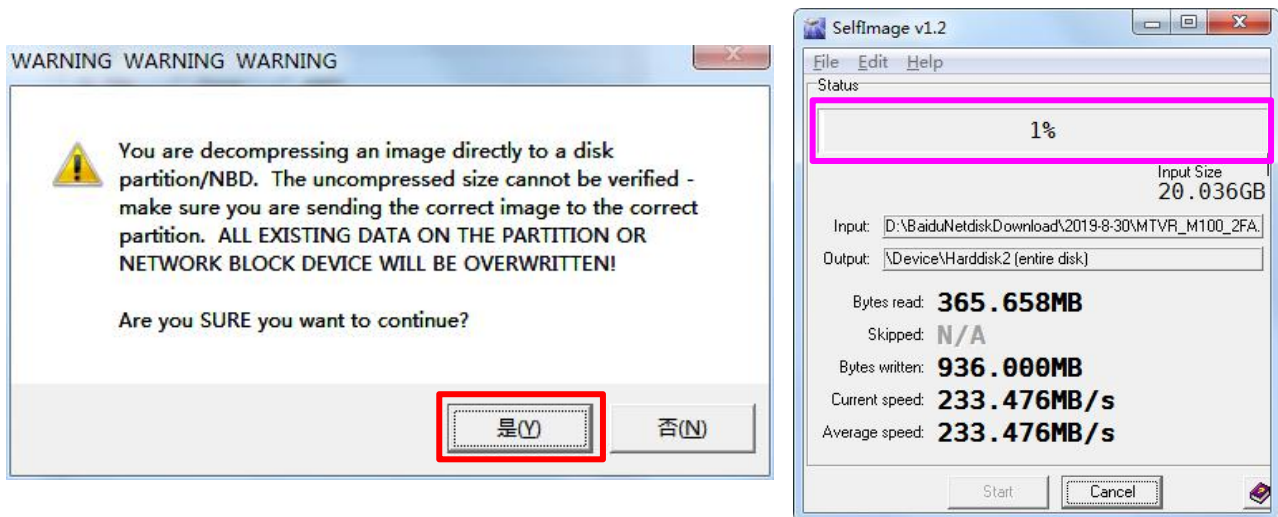 WARNING WARNING WARNING
You are decompressing an image directly to a disk
partition/NBD. The uncompressed size cannot be verified -
make sure you are sending the correct image to the correct
partition. ALL EXISTING DATA ON THE PARTITION OR
NETWORK BLOCK DEVICE WILL BE OVERWRITTEN!
Are you SURE you want to continue?
是(Y)
否(N)
SelfImage v1.2
File Edit Help
Status
1%
Input Size
20.036GB
Input: D:\BaiduNetdiskDownload\2019-8-30\MTVR_M100_2FA.
Output: \Device\Harddisk2 (entire disk)
Bytes read: 365.658MB
Skipped: N/A
Bytes written: 936.000MB
Current speed: 233.476MB/s
Average speed: 233.476MB/s
Start Cancel